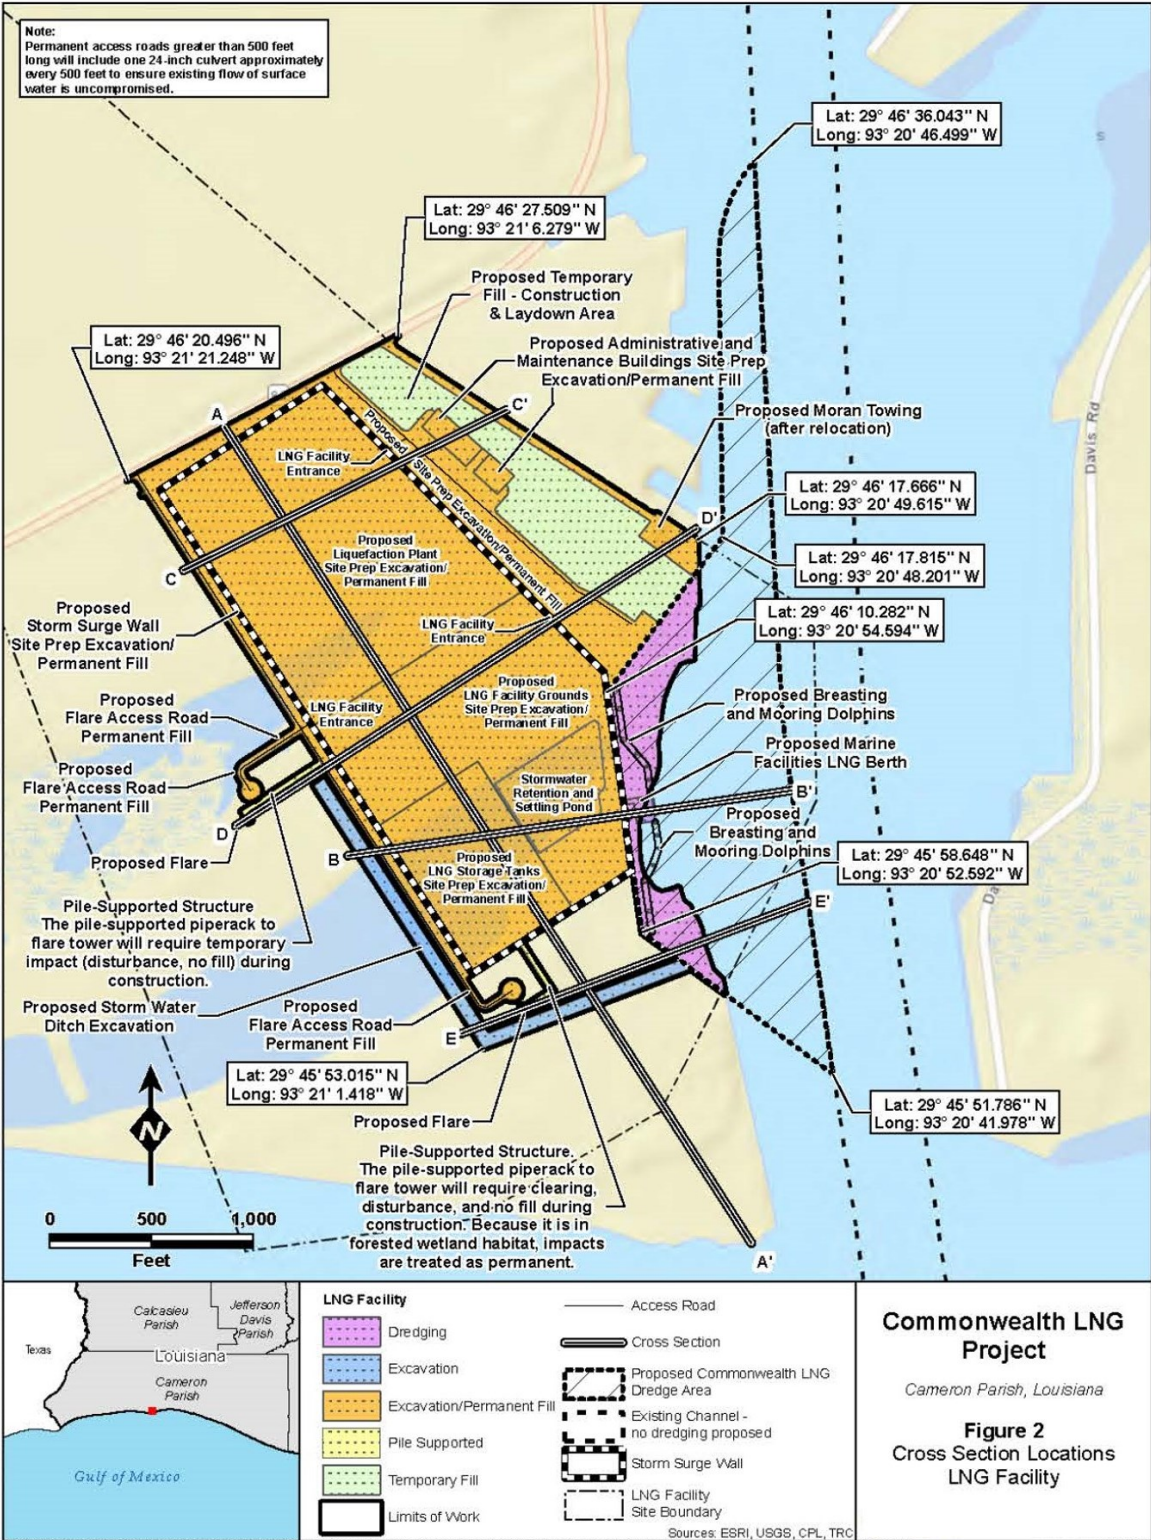 Note:
Permanent access roads greater than 500 feet
long will include one 24-inch culvert approximately
every 500 feet to ensure existing flow of surface
water is uncompromised.
Lat: 29° 46' 36.043" N
Long: 93° 20' 46.499" W
Lat: 29° 46' 27.509" N
Long: 93° 21' 6.279" W
Proposed Temporary
Fill - Construction
& Laydown Area
Lat: 29° 46' 20.496" N
Long: 93° 21' 21.248" W
Proposed Administrative and
Maintenance Buildings Site Prep
Excavation/Permanent Fill
A
C'
Proposed Moran Towing
(after relocation)
Davis Rd
LNG Facility
Entrance
Proposed Site Prep Excavation/Permanent Fill
Lat: 29° 46' 17.666" N
Long: 93° 20' 49.615" W
D'
Proposed
Liquefaction Plant
Site Prep Excavation/
Permanent Fill
C
Lat: 29° 46' 17.815" N
Long: 93° 20' 48.201" W
Proposed
Storm Surge Wall
Site Prep Excavation/
Permanent Fill
LNG Facility
Entrance
Lat: 29° 46' 10.282" N
Long: 93° 20' 54.594" W
Proposed
Flare Access Road
Permanent Fill
LNG Facility
Entrance
Proposed
LNG Facility Grounds
Site Prep Excavation/
Permanent Fill
Proposed Breasting
and Mooring Dolphins
Proposed Marine
Facilities LNG Berth
Proposed
Flare Access Road
Permanent Fill
Stormwater
Retention and
Settling Pond
B'
D
Proposed
Breasting and
Mooring Dolphins
B
Proposed Flare
Proposed
LNG Storage Tanks
Site Prep Excavation/
Permanent Fill
Lat: 29° 45' 58.648" N
Long: 93° 20' 52.592" W
E'
Pile-Supported Structure
The pile-supported piperack to
flare tower will require temporary
impact (disturbance, no fill) during
construction.
Proposed Storm Water
Ditch Excavation
Proposed
Flare Access Road
Permanent Fill
E
Lat: 29° 45' 53.015" N
Long: 93° 21' 1.418" W
Proposed Flare
Lat: 29° 45' 51.786" N
Long: 93° 20' 41.978" W
Pile-Supported Structure.
The pile-supported piperack to
flare tower will require clearing,
disturbance, and no fill during
construction. Because it is in
forested wetland habitat, impacts
are treated as permanent.
A'
N
0 500 1,000
Feet
Texas
Calcasieu
Parish
Jefferson
Davis
Parish
Louisiana
Cameron
Parish
Gulf of Mexico
LNG Facility
Dredging
Excavation
Excavation/Permanent Fill
Pile Supported
Temporary Fill
Limits of Work
Access Road
Cross Section
Proposed Commonwealth LNG
Dredge Area
Existing Channel -
no dredging proposed
Storm Surge Wall
LNG Facility
Site Boundary
Sources: ESRI, USGS, CPL, TRC
Commonwealth LNG
Project
Cameron Parish, Louisiana
Figure 2
Cross Section Locations
LNG Facility